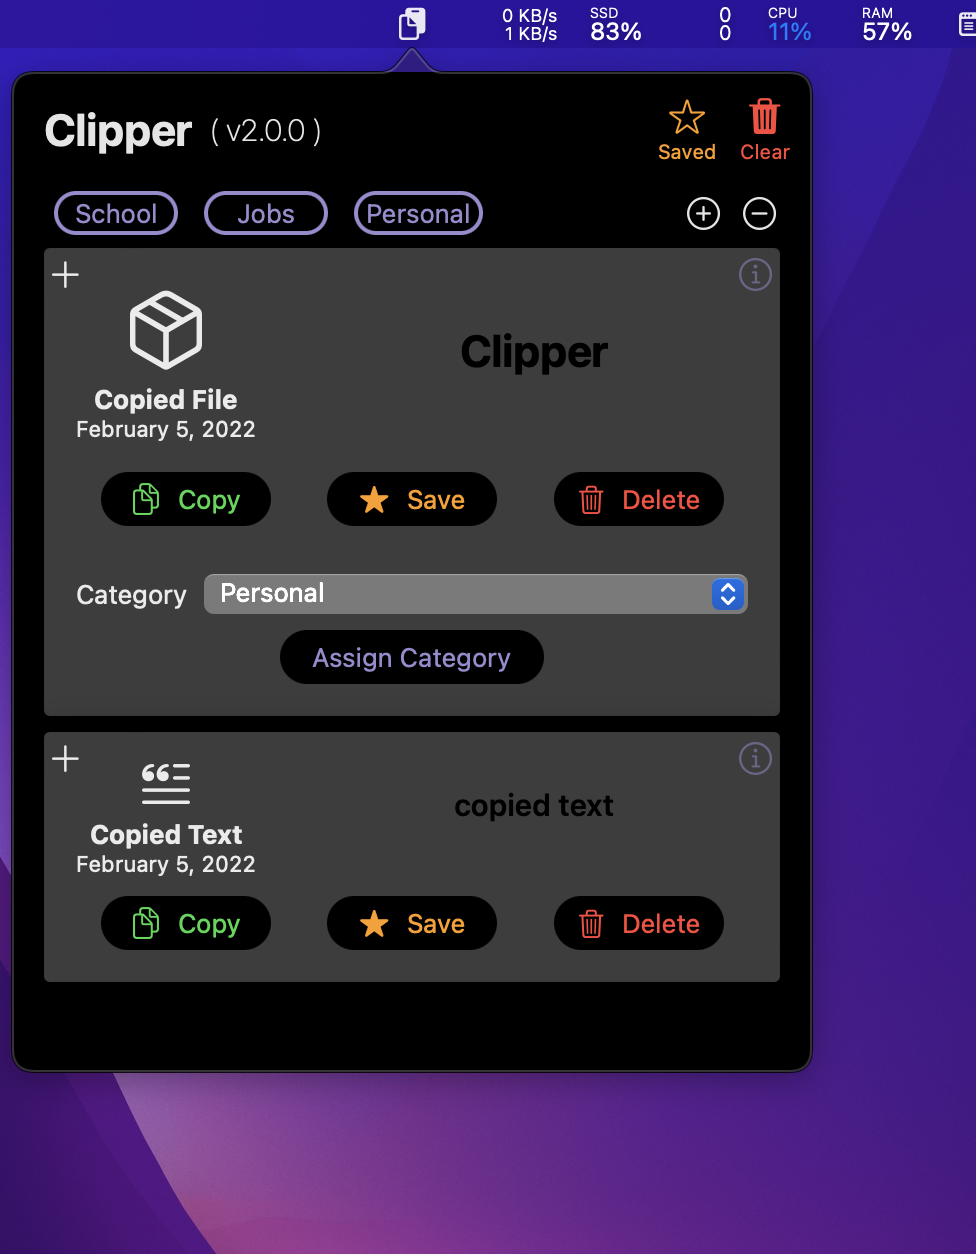 0 KB/s SSD 0 CPU RAM
1 KB/s 83% 0 11% 57%
Clipper ( v2.0.0 )
Saved Clear
School Jobs Personal
Clipper
Copied File
February 5, 2022
Copy Save Delete
Category Personal
Assign Category
copied text
Copied Text
February 5, 2022
Copy Save Delete